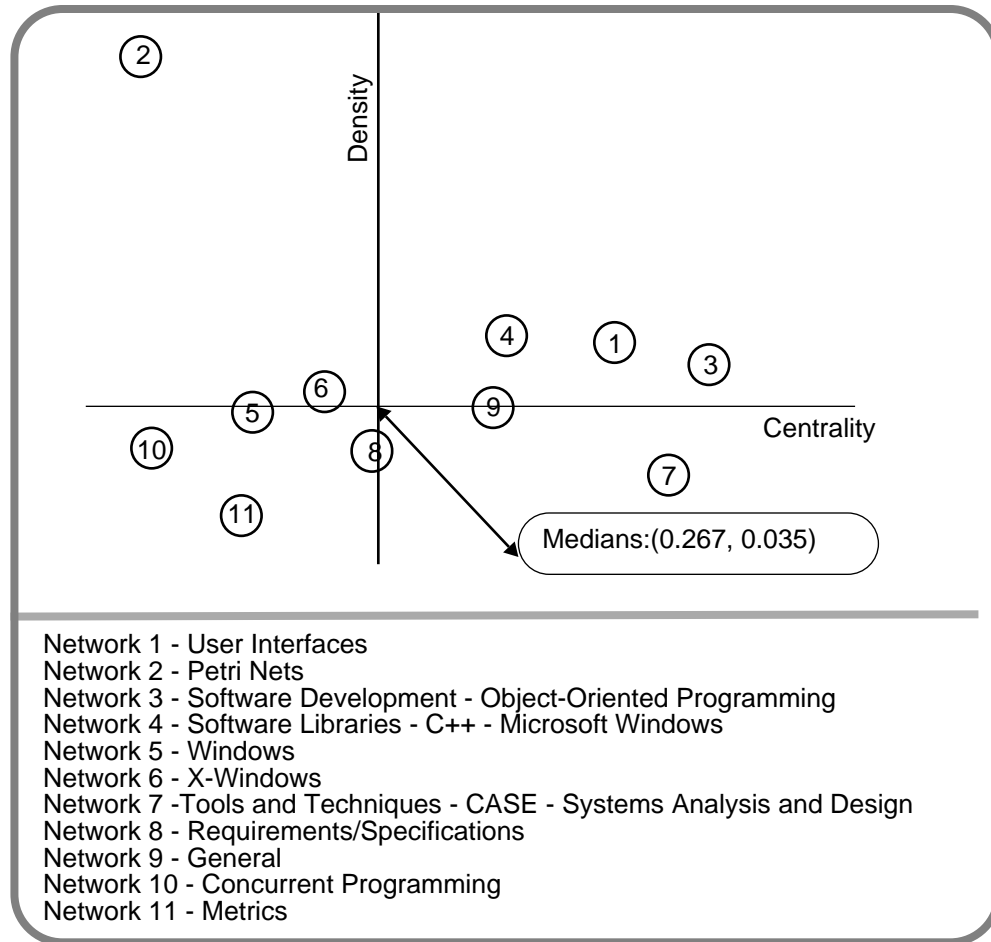 2
Density
4
1
3
6
5
9
Centrality
10
8
7
11
Medians:(0.267, 0.035)
Network 1 - User Interfaces
Network 2 - Petri Nets
Network 3 - Software Development - Object-Oriented Programming
Network 4 - Software Libraries - C++ - Microsoft Windows
Network 5 - Windows
Network 6 - X-Windows
Network 7 -Tools and Techniques - CASE - Systems Analysis and Design
Network 8 - Requirements/Specifications
Network 9 - General
Network 10 - Concurrent Programming
Network 11 - Metrics